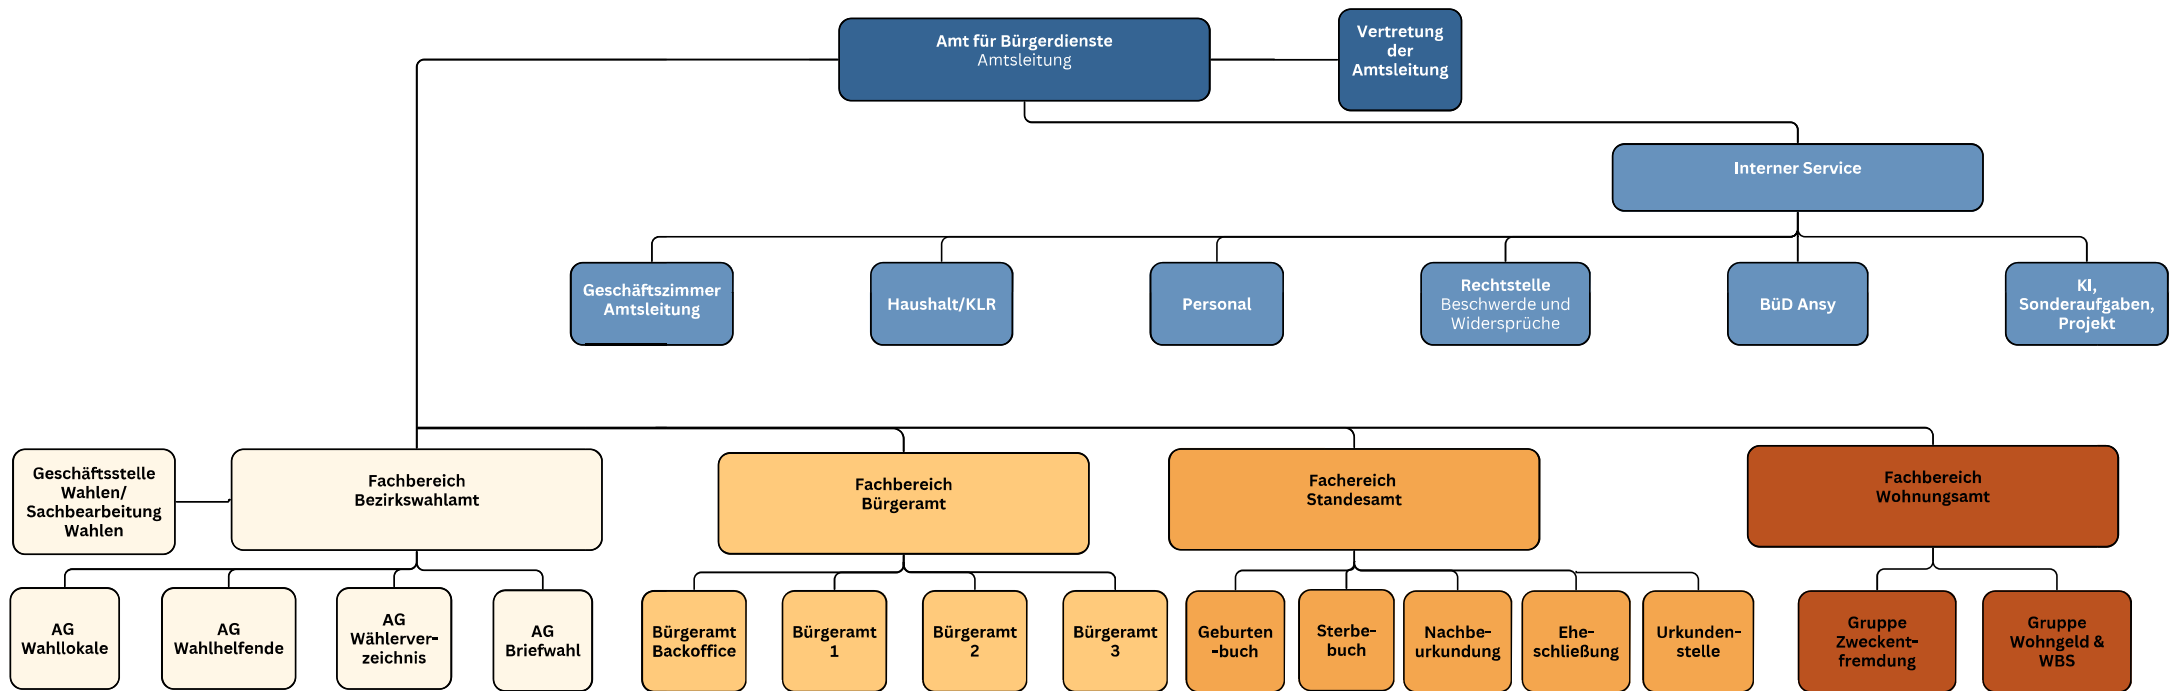 Amt für Bürgerdienste
Amtsleitung
Vertretung
der
Amtsleitung
Interner Service
Geschäftszimmer
Amtsleitung
Haushalt/KLR
Personal
Rechtstelle
Beschwerde und
Widersprüche
BüD Ansy
KI,
Sonderaufgaben,
Projekt
Geschäftsstelle
Wahlen/
Sachbearbeitung
Wahlen
Fachbereich
Bezirkswahlamt
Fachbereich
Bürgeramt
Fachereich
Standesamt
Fachbereich
Wohnungsamt
AG
Wahllokale
AG
Wahlhelfende
AG
Wählerver-
zeichnis
AG
Briefwahl
Bürgeramt
Backoffice
Bürgeramt
1
Bürgeramt
2
Bürgeramt
3
Geburten
-buch
Sterbe-
buch
Nachbe-
urkundung
Ehe-
schließung
Urkunden-
stelle
Gruppe
Zweckent-
fremdung
Gruppe
Wohngeld &
WBS